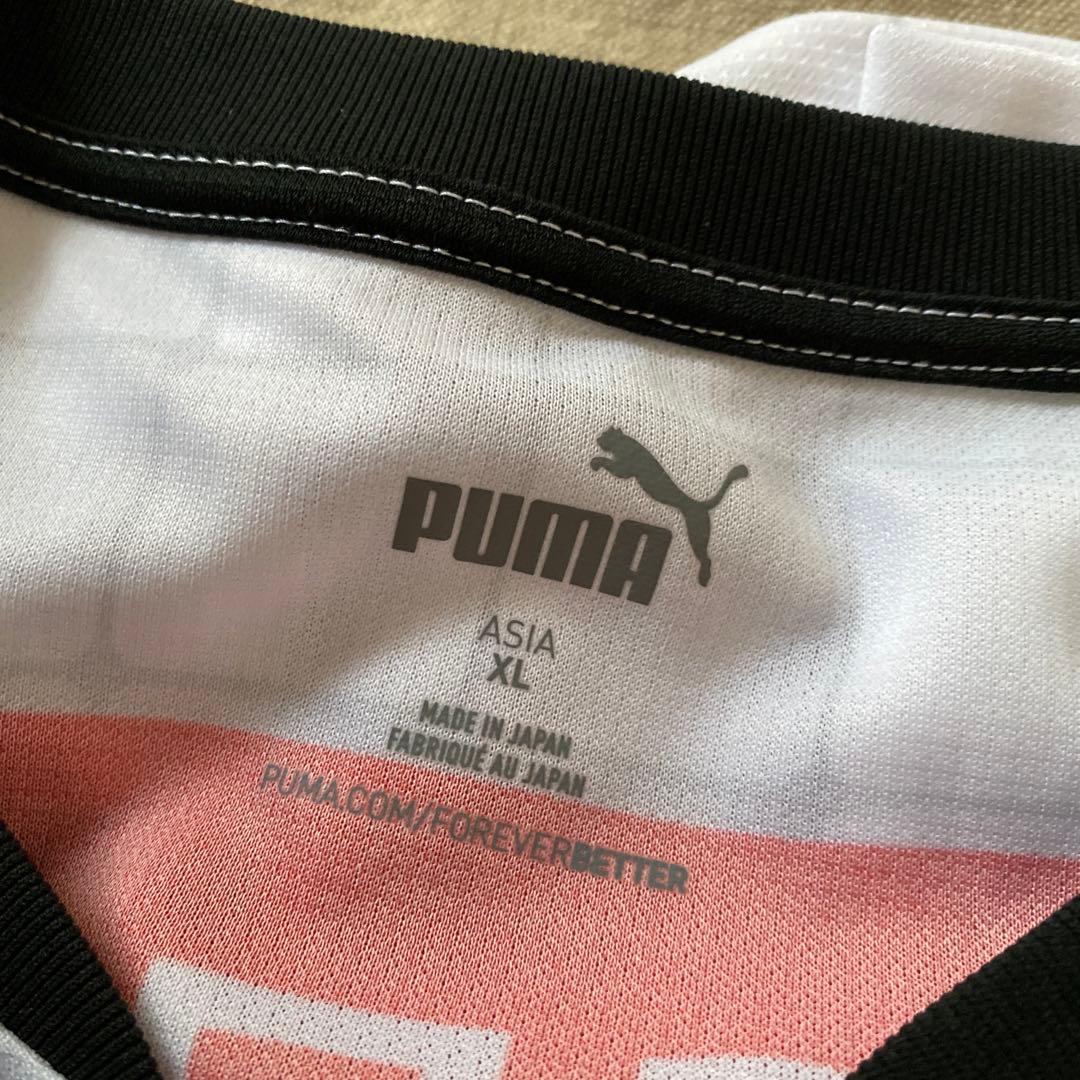 PUMA
ASIA
XL
MADE IN JAPAN
FABRIQUÉ AU JAPAN
PUMA.COM/FOREVERBETTER